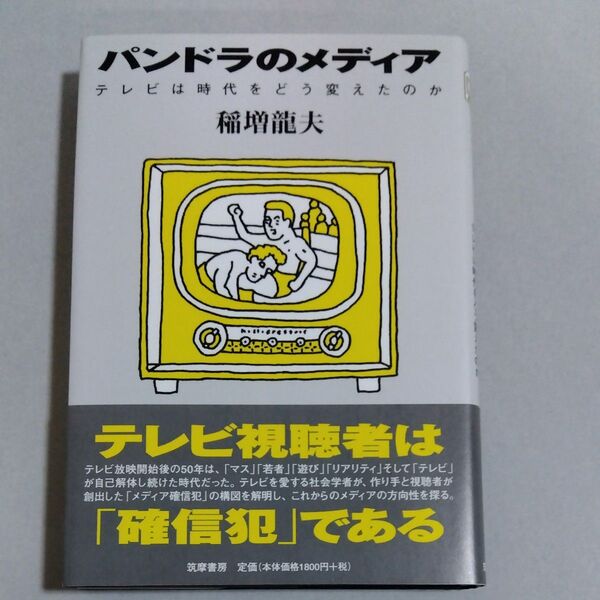 パンドラのメディア
テレビは時代をどう変えたのか
稲増龍夫
テレビ視聴者は
テレビ放映開始後の50年は、「マス」「若者」「遊び」「リアリティ」そして「テレビ」
が自己解体し続けた時代だった。テレビを愛する社会学者が、作り手と視聴者が
創出した「メディア確信犯」の構図を解明し、これからのメディアの方向性を探る。
「確信犯」である
筑摩書房 定価(本体価格1800円+税)